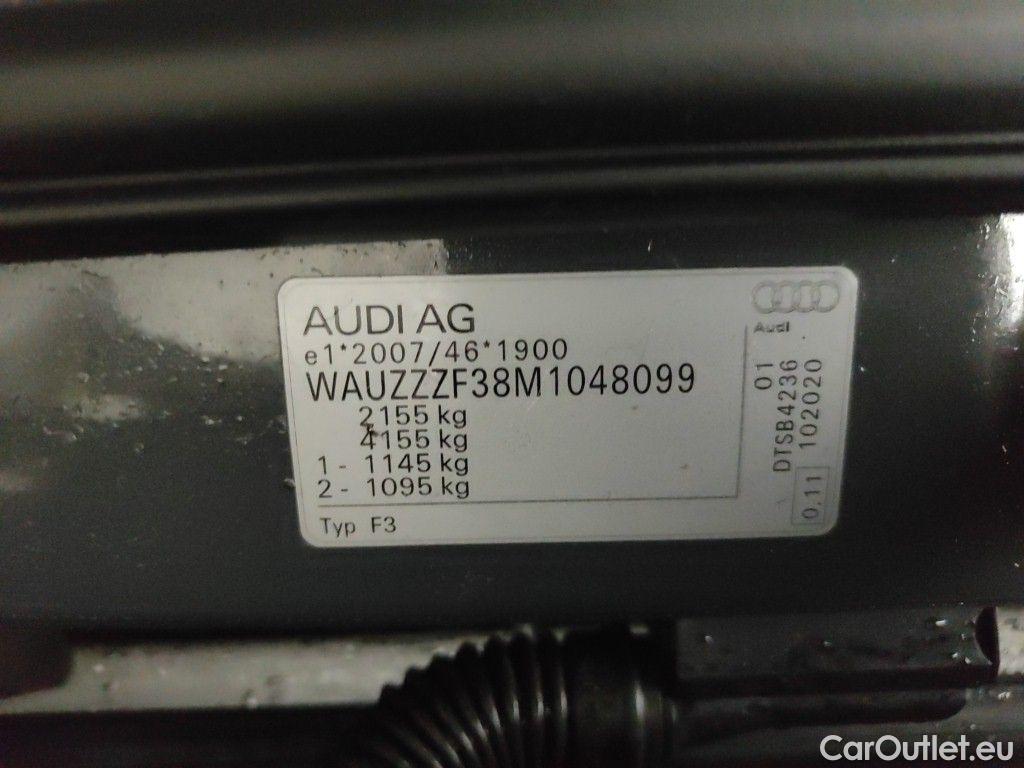 AUDI AG
e1*2007/46*1900
WAUZZZF38M1048099
2155 kg
4155 kg
1 - 1145 kg
2 - 1095 kg
Typ F3
Audi
01
DTSB4236
102020
0.11
CarOutlet.eu